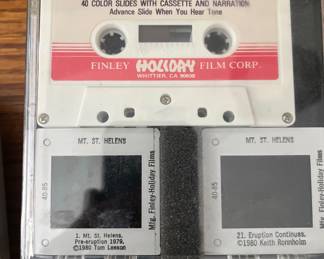 40 COLOR SLIDES WITH CASSETTE AND NARRATION
Advance Slide When You Hear Tone
FINLEY HOLIDAY FILM CORP.
WHITTIER, CA 90608
MT. ST. HELENS
40-85
Mfg. Finley-Holiday Films
1. Mt. St. Helens,
Pre-eruption 1979.
©1980 Tom Leeson
MT. ST. HELENS
40-85
Mfg. Finley-Holiday Films
21. Eruption Continues.
©1980 Keith Ronnholm